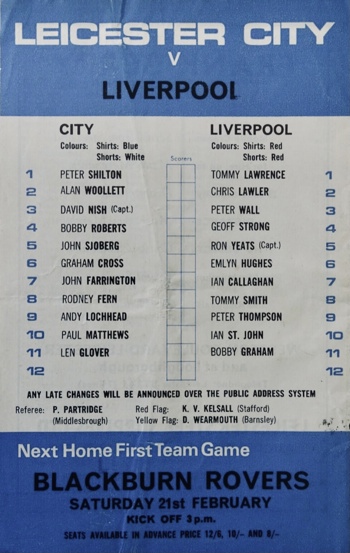 LEICESTER CITY
V
LIVERPOOL
CITY LIVERPOOL
Colours: Shirts: Blue Colours: Shirts: Red
Shorts: White Shorts: Red
Scorers
1 PETER SHILTON TOMMY LAWRENCE 1
2 ALAN WOOLLETT CHRIS LAWLER 2
3 DAVID NISH (Capt.) PETER WALL 3
4 BOBBY ROBERTS GEOFF STRONG 4
5 JOHN SJOBERG RON YEATS (Capt.) 5
6 GRAHAM CROSS EMLYN HUGHES 6
7 JOHN FARRINGTON IAN CALLAGHAN 7
8 RODNEY FERN TOMMY SMITH 8
9 ANDY LOCHHEAD PETER THOMPSON 9
10 PAUL MATTHEWS IAN ST. JOHN 10
11 LEN GLOVER BOBBY GRAHAM 11
12 12
ANY LATE CHANGES WILL BE ANNOUNCED OVER THE PUBLIC ADDRESS SYSTEM
Referee: P. PARTRIDGE Red Flag: K. V. KELSALL (Stafford)
(Middlesbrough) Yellow Flag: D. WEARMOUTH (Barnsley)
Next Home First Team Game
BLACKBURN ROVERS
SATURDAY 21st FEBRUARY
KICK OFF 3 p.m.
SEATS AVAILABLE IN ADVANCE PRICE 12/6, 10/- AND 8/-